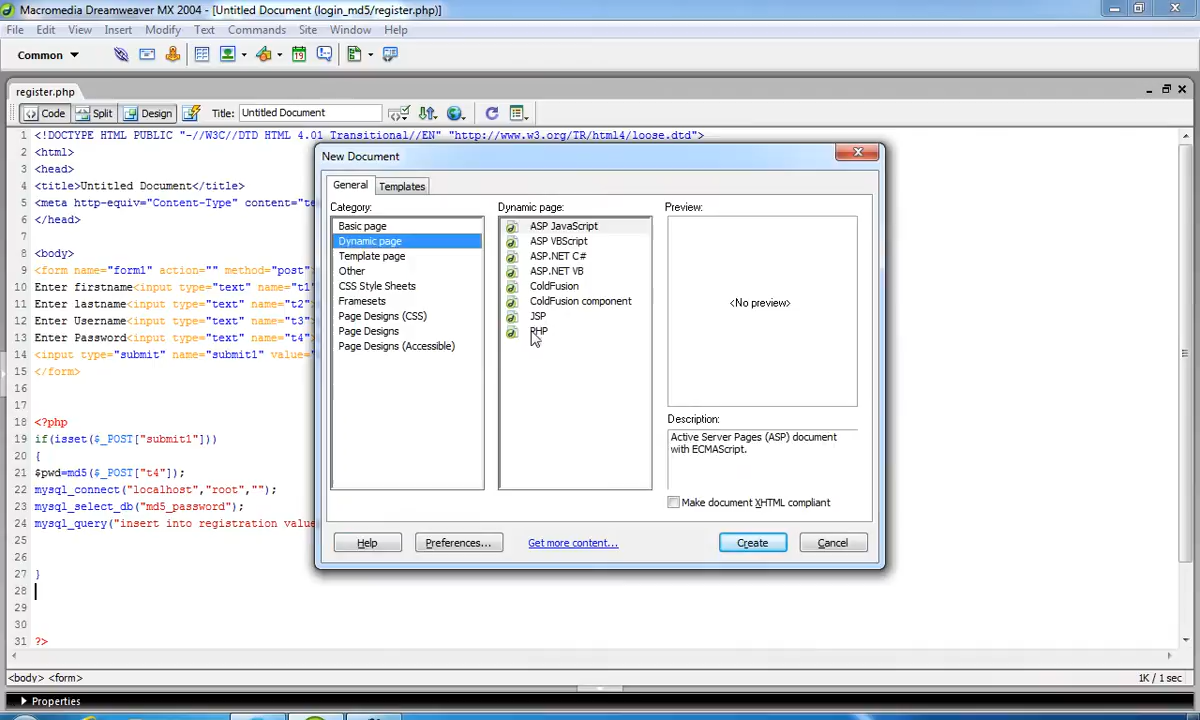 Macromedia Dreamweaver MX 2004 - [Untitled Document (login_md5/register.php)]
File Edit View Insert Modify Text Commands Site Window Help
Common
register.php
Code Split Design Title: Untitled Document
1 <!DOCTYPE HTML PUBLIC "-//W3C//DTD HTML 4.01 Transitional//EN" "http://www.w3.org/TR/html4/loose.dtd">
2 <html>
3 <head>
4 <title>Untitled Document</title>
5 <meta http-equiv="Content-Type" content="te
6 </head>
7
8 <body>
9 <form name="form1" action="" method="post"
10 Enter firstname<input type="text" name="t1"
11 Enter lastname<input type="text" name="t2"
12 Enter Username<input type="text" name="t3"
13 Enter Password<input type="text" name="t4"
14 <input type="submit" name="submit1" value="
15 </form>
16
17
18 <?php
19 if(isset($_POST["submit1"]))
20 {
21 $pwd=md5($_POST["t4"]);
22 mysql_connect("localhost","root","");
23 mysql_select_db("md5_password");
24 mysql_query("insert into registration value
25
26
27 }
28
29
30
31 ?>
New Document
General Templates
Category:
Basic page
Dynamic page
Template page
Other
CSS Style Sheets
Framesets
Page Designs (CSS)
Page Designs
Page Designs (Accessible)
Dynamic page:
ASP JavaScript
ASP VBScript
ASP.NET C#
ASP.NET VB
ColdFusion
ColdFusion component
JSP
PHP
Preview:
<No preview>
Description:
Active Server Pages (ASP) document
with ECMAScript.
Make document XHTML compliant
Help Preferences... Get more content... Create Cancel
<body> <form> 1K / 1 sec
Properties